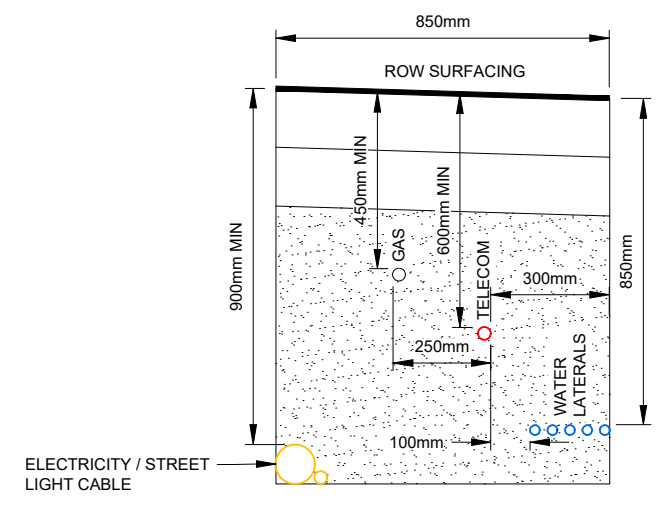 850mm
ROW SURFACING
450mm MIN
600mm MIN
900mm MIN
GAS
TELECOM
300mm
850mm
250mm
WATER
LATERALS
100mm
ELECTRICITY / STREET
LIGHT CABLE